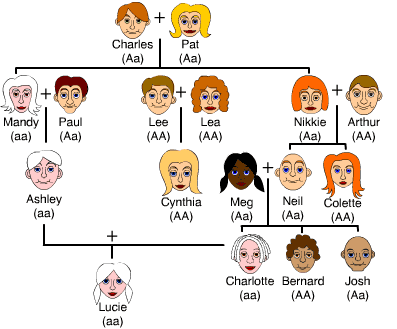 +
Charles Pat
(Aa) (Aa)
+ + +
Mandy Paul Lee Lea Nikkie Arthur
(aa) (Aa) (AA) (AA) (Aa) (AA)
+
Ashley Cynthia Meg Neil Colette
(aa) (AA) (Aa) (Aa) (AA)
+
Charlotte Bernard Josh
(aa) (AA) (Aa)
Lucie
(aa)